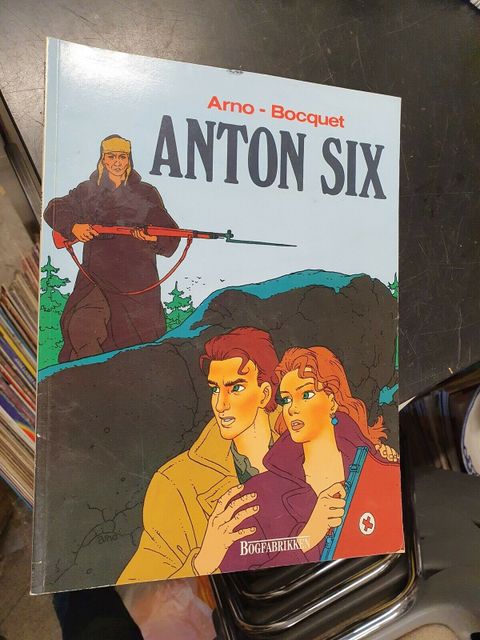 Arno - Bocquet
ANTON SIX
arno
BOGFABRIKKEN